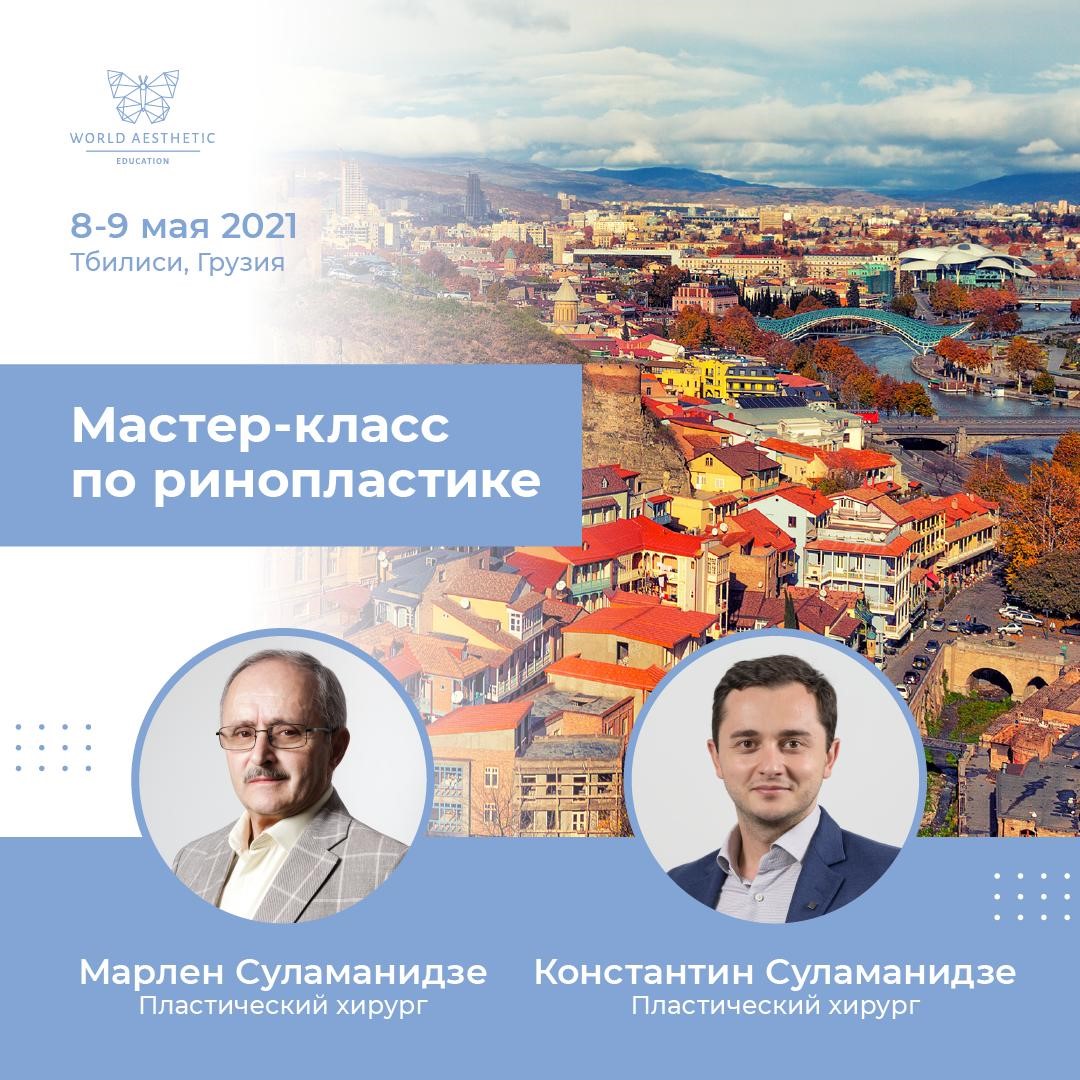 WORLD AESTHETIC
EDUCATION
8-9 мая 2021
Тбилиси, Грузия
Мастер-класс
по ринопластике
Марлен Суламанидзе
Пластический хирург
Константин Суламанидзе
Пластический хирург